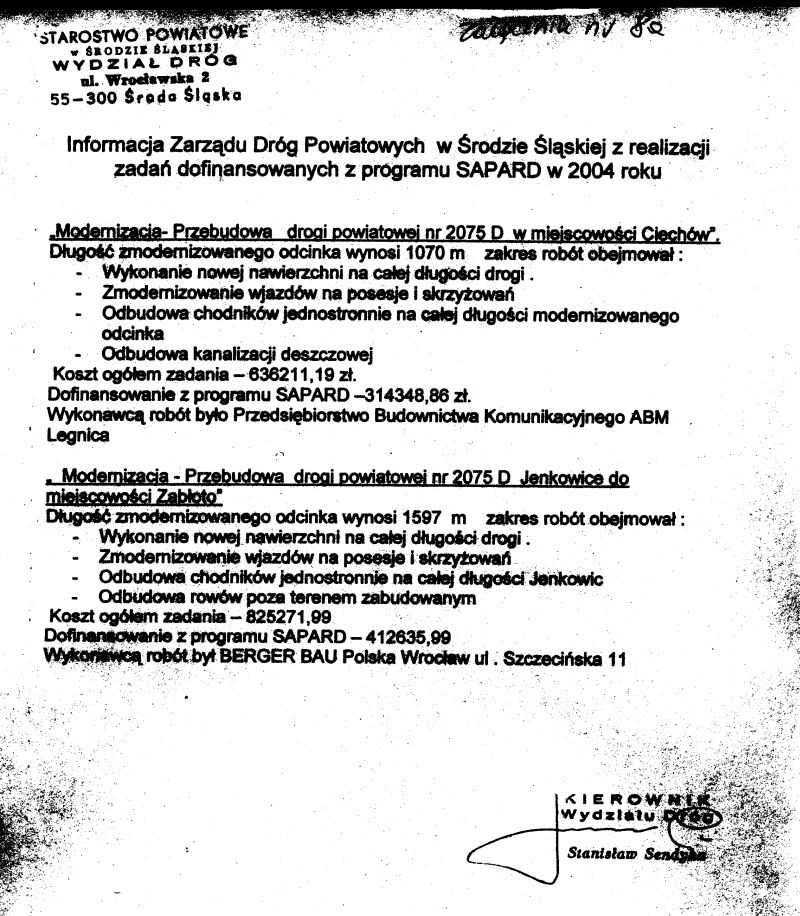 STAROSTWO POWIATOWE
w ŚRODZIE ŚLĄSKIEJ
WYDZIAŁ DRÓG
ul. Wrocławska 2
55-300 Środa Śląska
Załącznik nr 8a
Informacja Zarządu Dróg Powiatowych w Środzie Śląskiej z realizacji
zadań dofinansowanych z programu SAPARD w 2004 roku
„Modernizacja- Przebudowa drogi powiatowej nr 2075 D w miejscowości Ciechów".
Długość zmodernizowanego odcinka wynosi 1070 m zakres robót obejmował :
- Wykonanie nowej nawierzchni na całej długości drogi .
- Zmodernizowanie wjazdów na posesje i skrzyżowań
- Odbudowa chodników jednostronnie na całej długości modernizowanego
odcinka
- Odbudowa kanalizacji deszczowej
Koszt ogółem zadania – 636211,19 zł.
Dofinansowanie z programu SAPARD –314348,86 zł.
Wykonawcą robót było Przedsiębiorstwo Budownictwa Komunikacyjnego ABM
Legnica
„ Modernizacja - Przebudowa drogi powiatowej nr 2075 D Jenkowice do
miejscowości Zabłoto"
Długość zmodernizowanego odcinka wynosi 1597 m zakres robót obejmował :
- Wykonanie nowej nawierzchni na całej długości drogi .
- Zmodernizowanie wjazdów na posesje i skrzyżowań
- Odbudowa chodników jednostronnie na całej długości Jenkowic
- Odbudowa rowów poza terenem zabudowanym
Koszt ogółem zadania – 825271,99
Dofinansowanie z programu SAPARD – 412635,99
Wykonawcą robót był BERGER BAU Polska Wrocław ul . Szczecińska 11
KIEROWNIK
Wydziału Dróg
Stanisław Sendyka